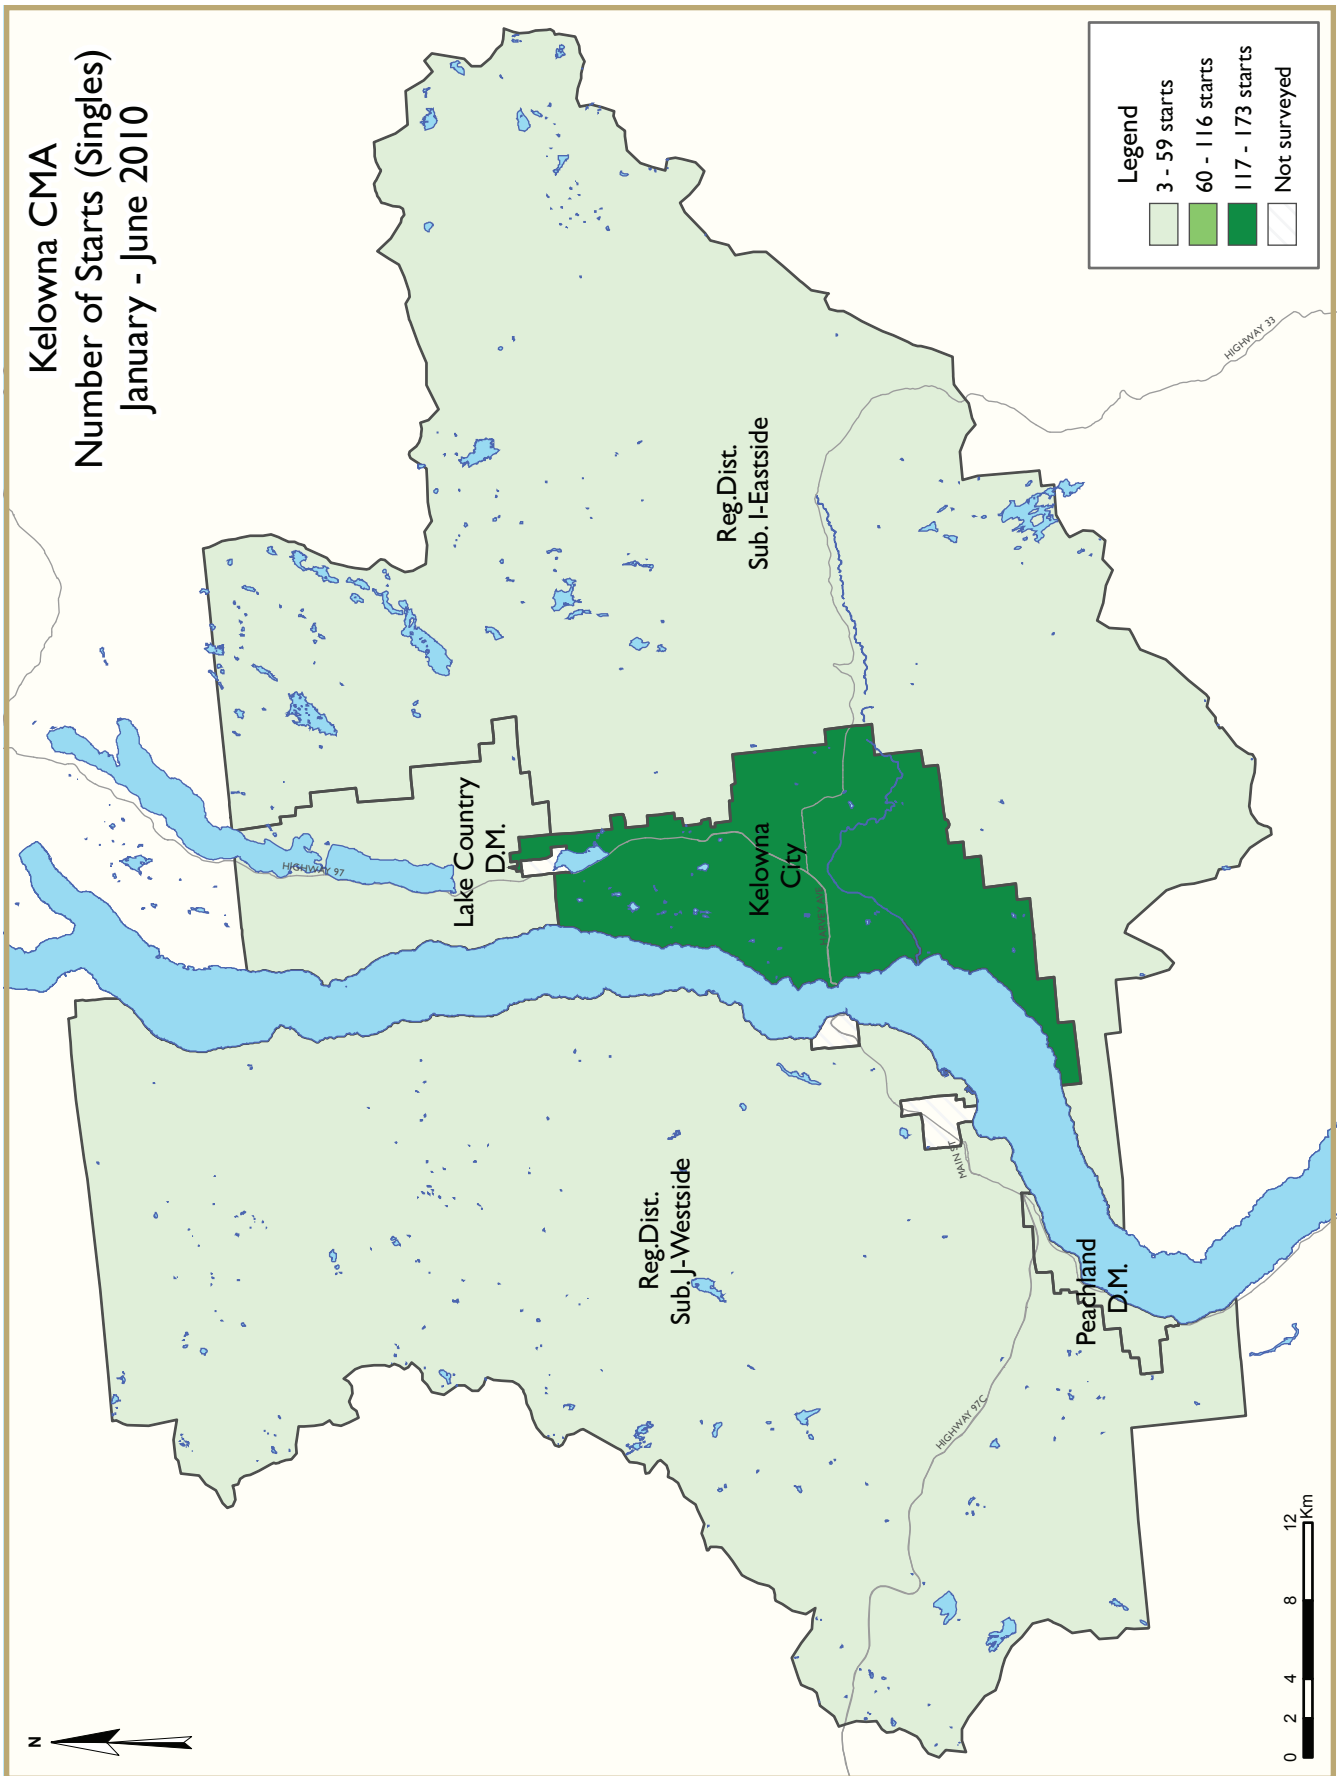 Kelowna CMA
Number of Starts (Singles)
January - June 2010
N
HIGHWAY 97
Lake Country
D.M.
Reg.Dist.
Sub. J-Westside
Kelowna
City
HARVEY AVE
Reg.Dist.
Sub. I-Eastside
HIGHWAY 33
MAIN ST
HIGHWAY 97C
Peachland
D.M.
0 2 4 8 12
Km
Legend
3 - 59 starts
60 - 116 starts
117 - 173 starts
Not surveyed